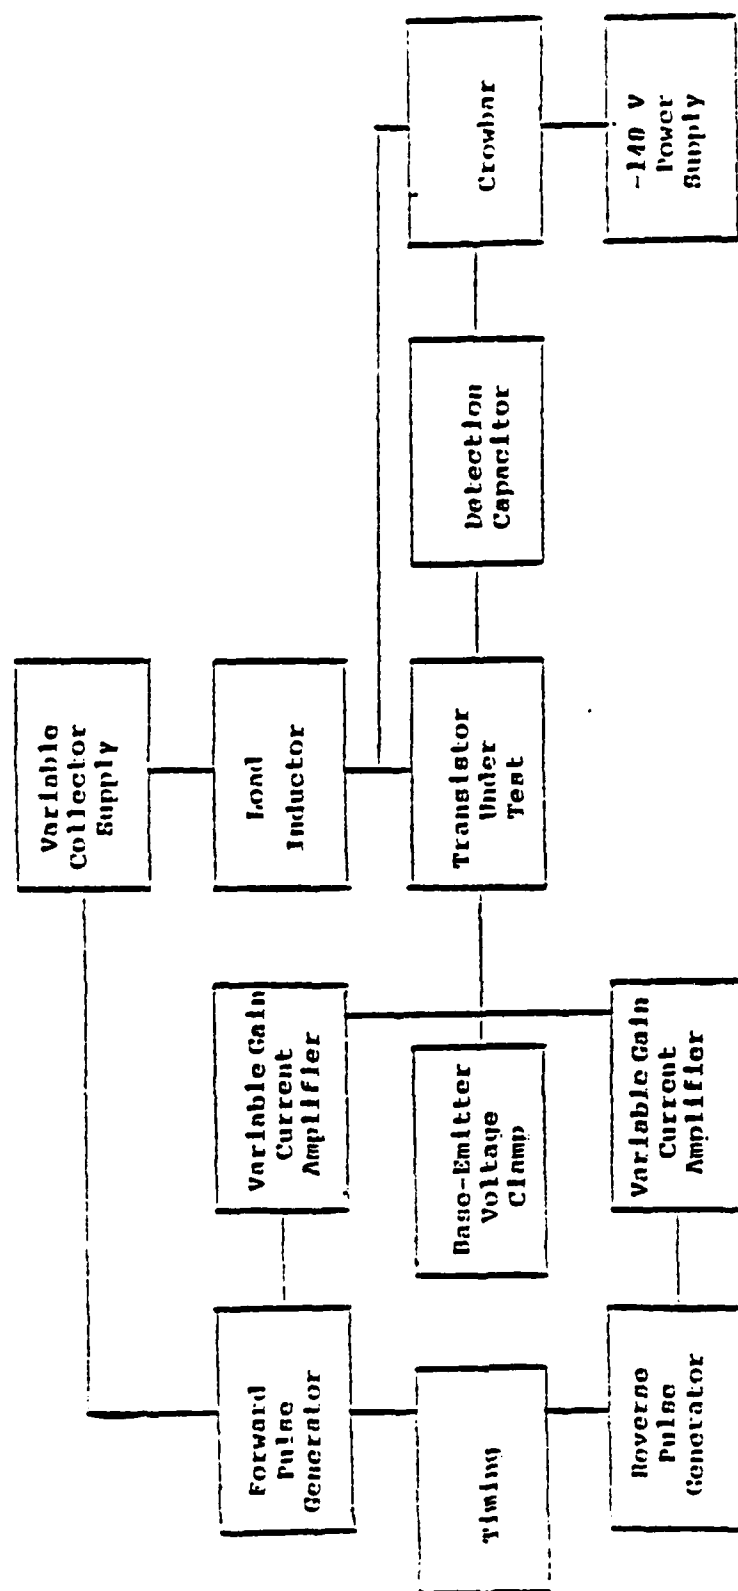 Variable
Collector
Supply
Load
Inductor
Transistor
Under
Test
Detection
Capacitor
Crowbar
-140 V
Power
Supply
Variable Gain
Current
Amplifier
Base-Emitter
Voltage
Clamp
Variable Gain
Current
Amplifier
Forward
Pulse
Generator
Timing
Reverse
Pulse
Generator